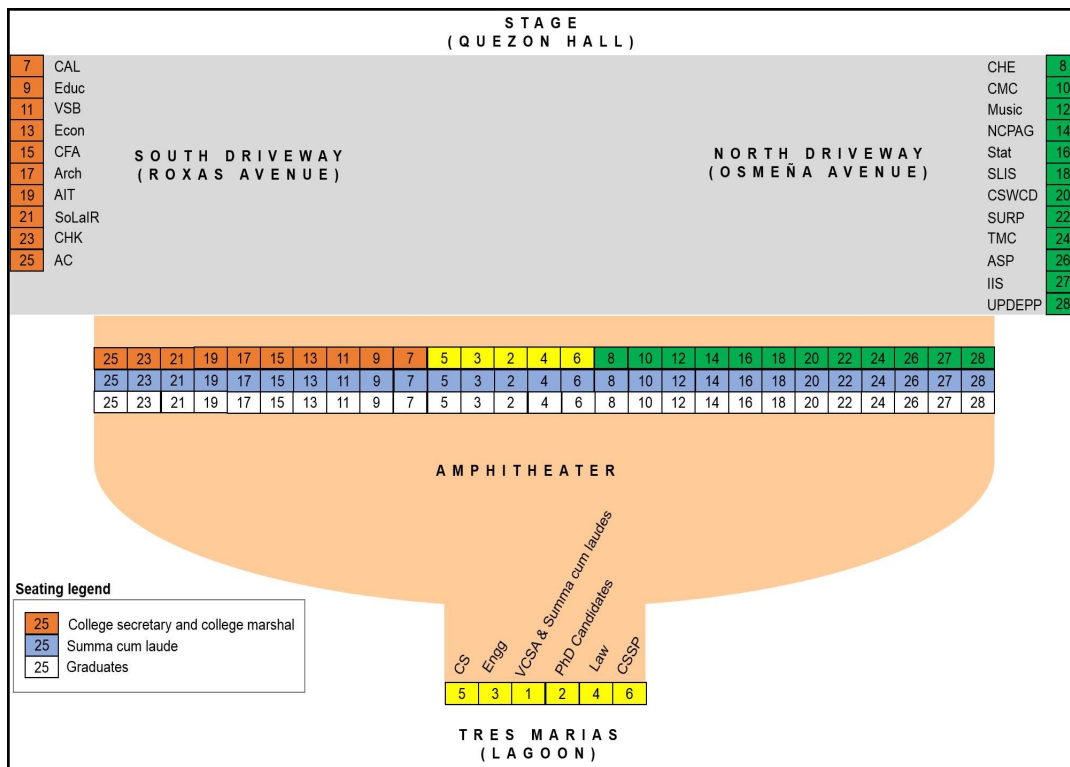 STAGE
(QUEZON HALL)
7 CAL
9 Educ
11 VSB
13 Econ
15 CFA
17 Arch
19 AIT
21 SoLaIR
23 CHK
25 AC
SOUTH DRIVEWAY
(ROXAS AVENUE)
NORTH DRIVEWAY
(OSMEÑA AVENUE)
CHE 8
CMC 10
Music 12
NCPAG 14
Stat 16
SLIS 18
CSWCD 20
SURP 22
TMC 24
ASP 26
IIS 27
UPDEPP 28
25 23 21 19 17 15 13 11 9 7 5 3 2 4 6 8 10 12 14 16 18 20 22 24 26 27 28
25 23 21 19 17 15 13 11 9 7 5 3 2 4 6 8 10 12 14 16 18 20 22 24 26 27 28
25 23 21 19 17 15 13 11 9 7 5 3 2 4 6 8 10 12 14 16 18 20 22 24 26 27 28
AMPHITHEATER
Seating legend
25 College secretary and college marshal
25 Summa cum laude
25 Graduates
CS
Engg
VCSA & Summa cum laudes
PhD Candidates
Law
CSSP
5 3 1 2 4 6
TRES MARIAS
(LAGOON)